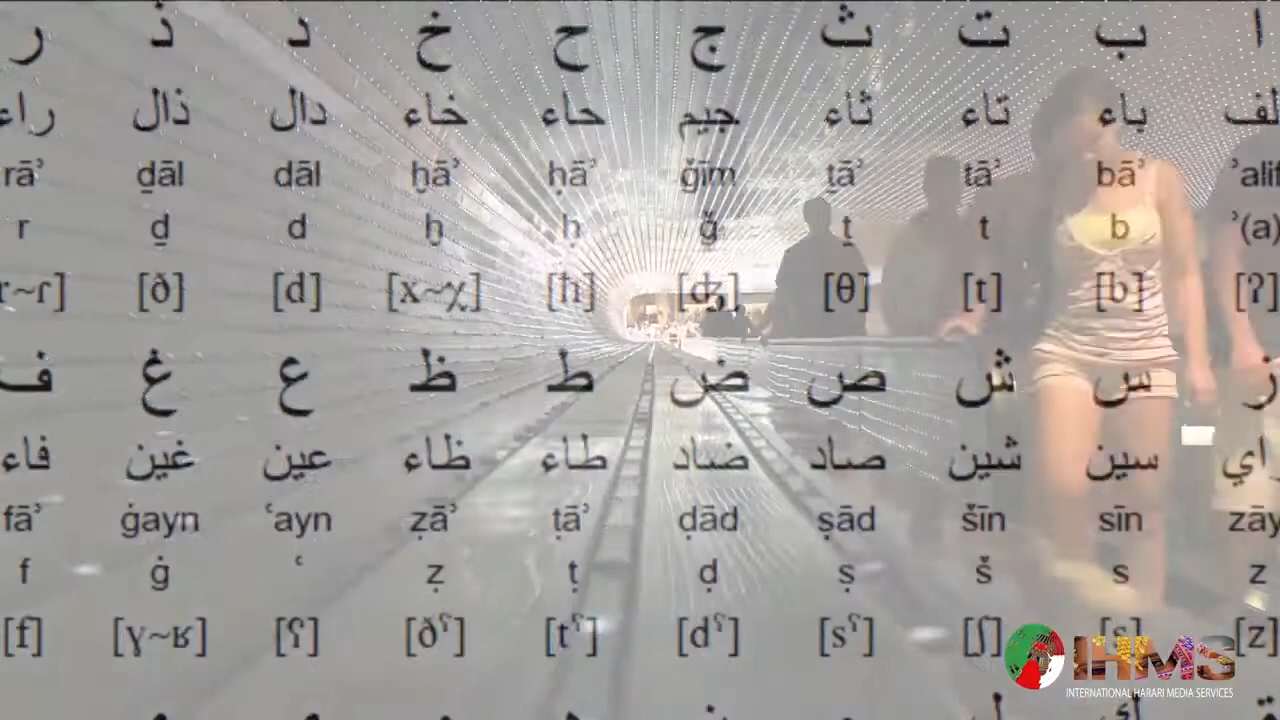 ا ب ت ث ج ح خ د ذ ر
باء تاء ثاء جيم حاء خاء دال ذال راء
rāʾ ḏāl dāl ḫāʾ ḥāʾ ǧīm ṯāʾ tāʾ bāʾ ʾalif
r ḏ d ḫ ḥ ǧ ṯ t b ʾ(a)
[r~ɾ] [ð] [d] [x~χ] [ħ] [ʤ] [θ] [t] [b] [ʔ]
ز س ش ص ض ط ظ ع غ ف
سين شين صاد ضاد طاء ظاء عين غين فاء
fāʾ ġayn ʿayn ẓāʾ ṭāʾ ḍād ṣād šīn sīn zāy
f ġ ʿ ẓ ṭ ḍ ṣ š s z
[f] [ɣ~ʁ] [ʕ] [ðˤ] [tˤ] [dˤ] [sˤ] [ʃ] [s] [z]
IHMS
INTERNATIONAL HARARI MEDIA SERVICES